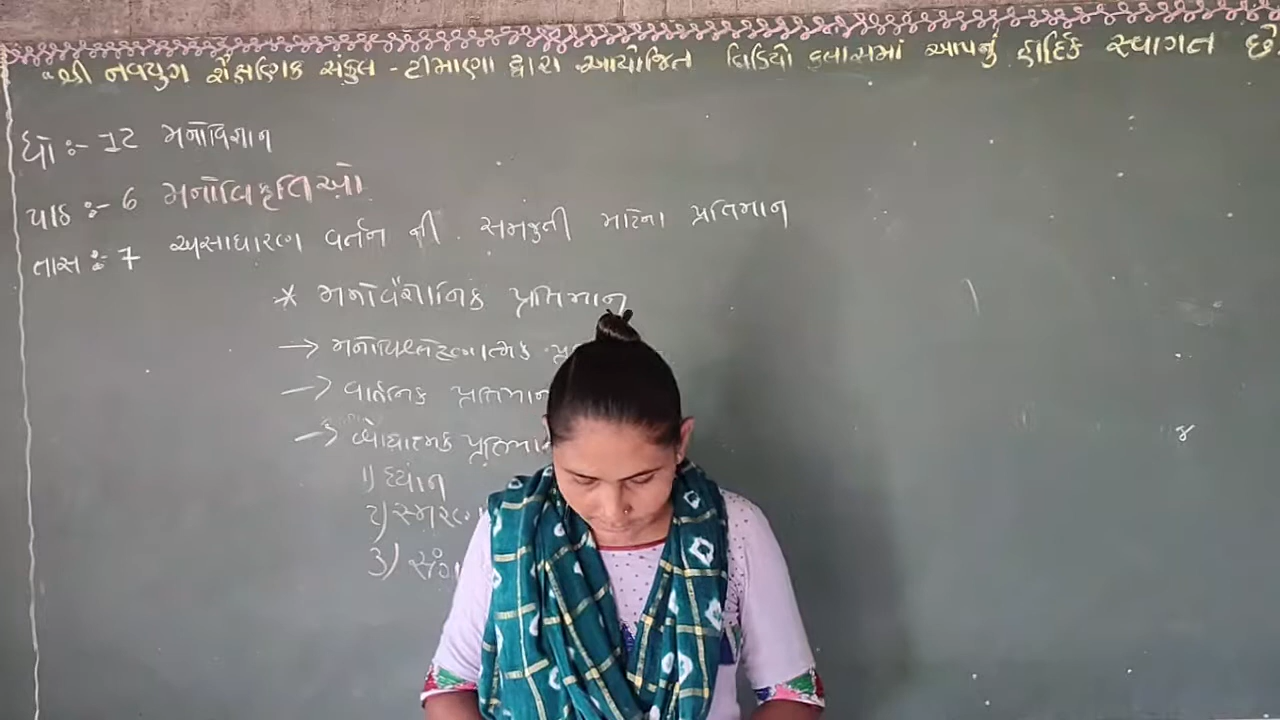 "શ્રી નવયુગ શૈક્ષણિક સંકુલ - ટીમાણા દ્વારા આયોજિત વિડિયો ક્લાસમાં આપનું હાર્દિક સ્વાગત છે
ધો :- 12 મનોવિજ્ઞાન
પાઠ :- 6 મનોવિકૃતિઓ
તાસ :- 7 અસાધારણ વર્તન ની સમજુતી માટેના પ્રતિમાન
* મનોવૈજ્ઞાનિક પ્રતિમાન
→ મનોવિશ્લેષણાત્મક
→ વાર્તનિક પ્રતિમાન
→ બોધાત્મક પ્રતિમાન
1) ધ્યાન
2) સ્મરણ
3)